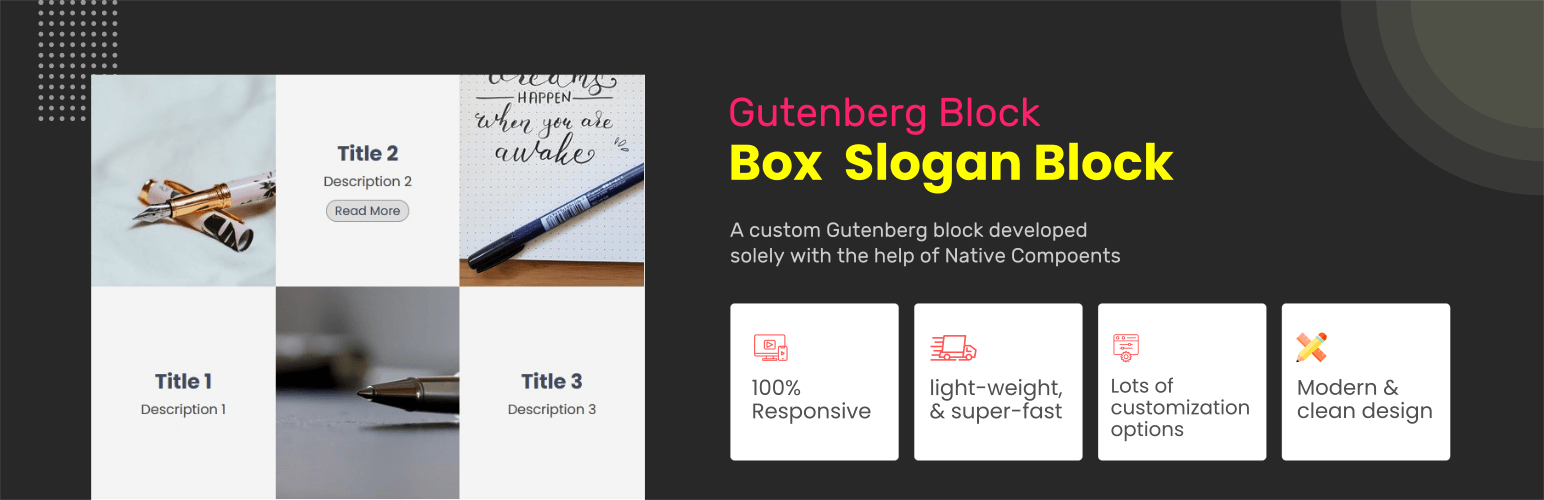 dreams
HAPPEN
when you are
awake
Title 2
Description 2
Read More
Title 1
Description 1
Title 3
Description 3
Gutenberg Block
Box Slogan Block
A custom Gutenberg block developed
solely with the help of Native Compoents
100%
Responsive
light-weight,
& super-fast
Lots of
customization
options
Modern &
clean design